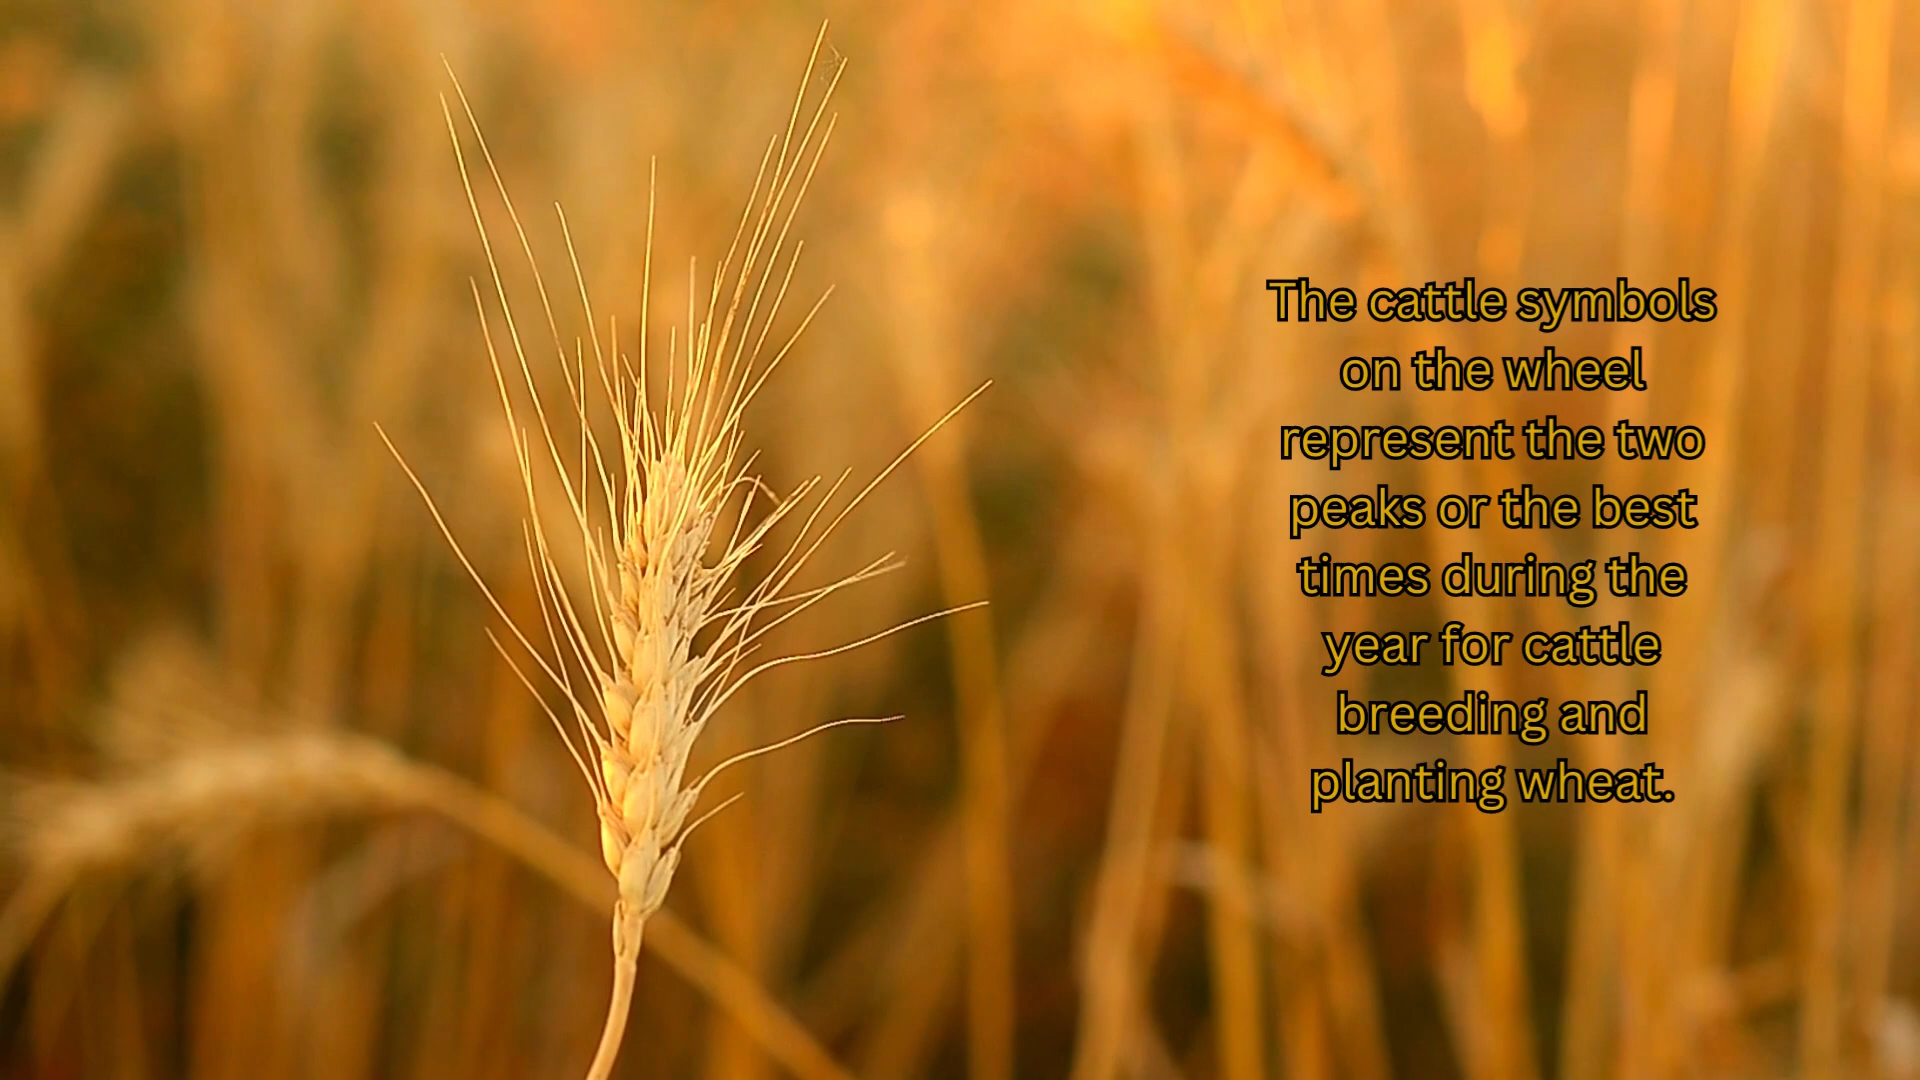 The cattle symbols
on the wheel
represent the two
peaks or the best
times during the
year for cattle
breeding and
planting wheat.